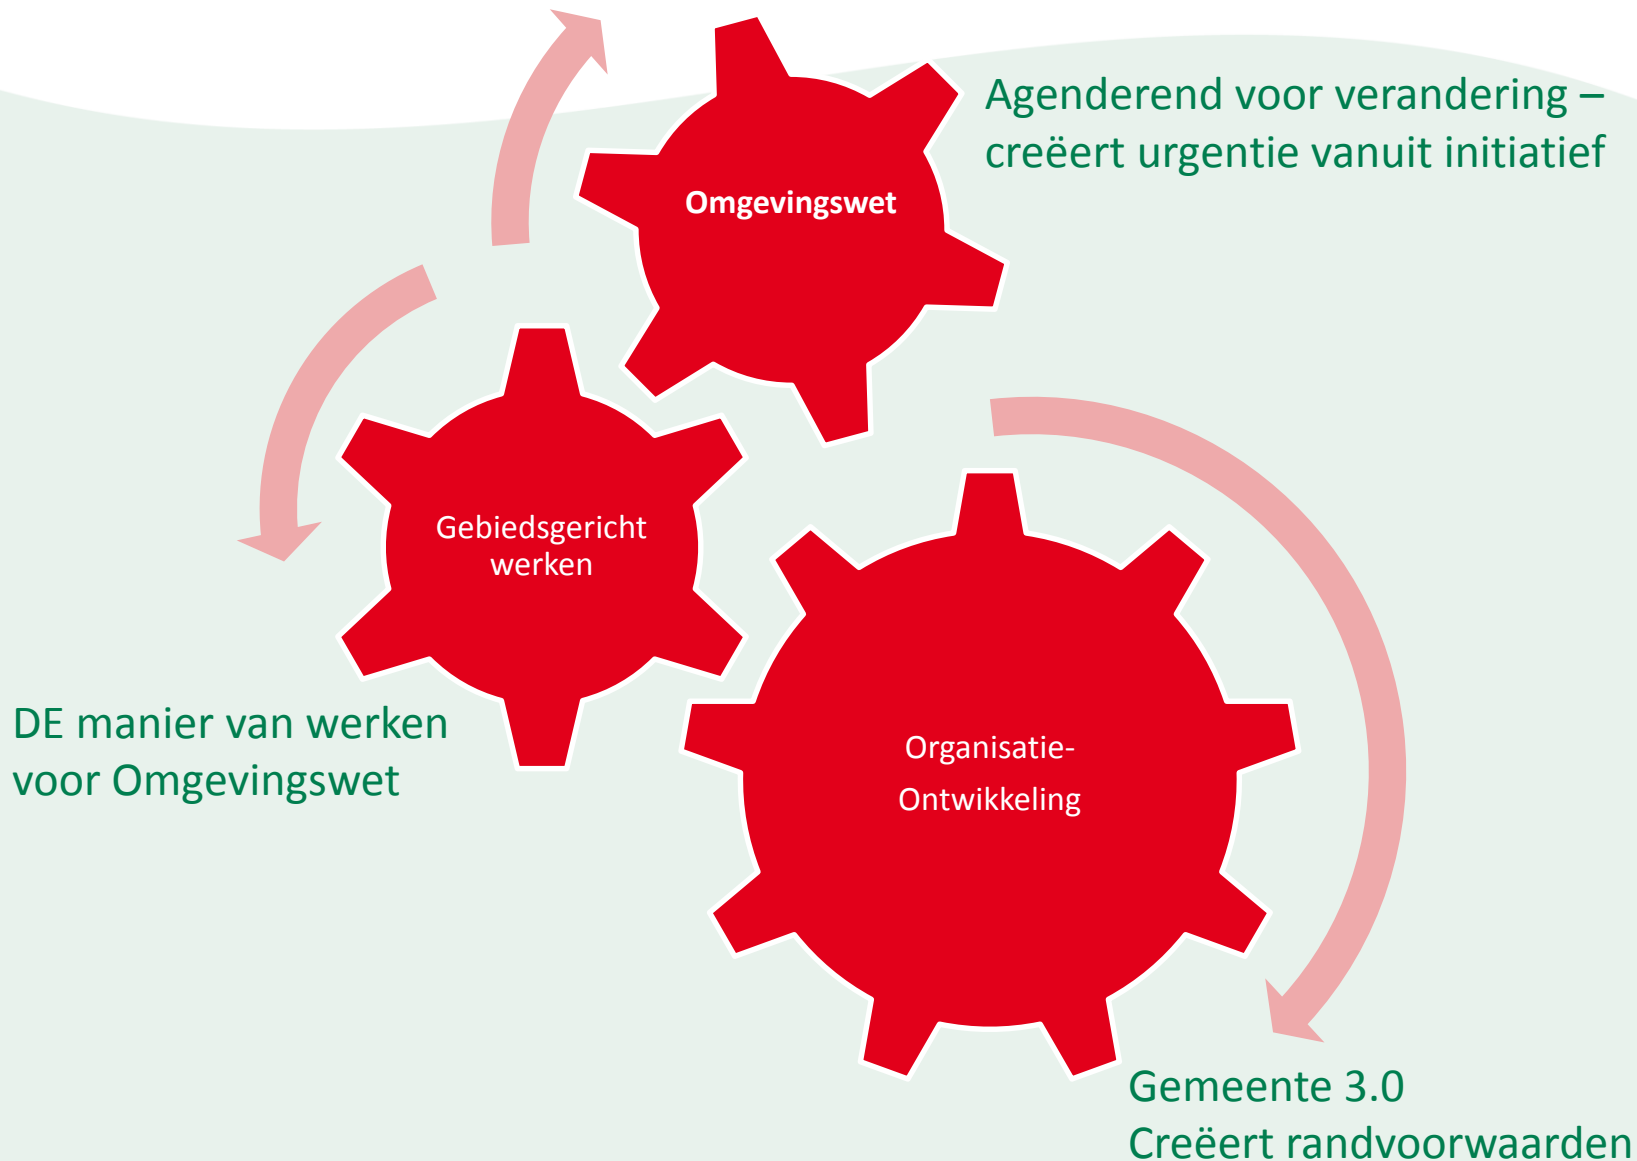 Agenderend voor verandering –
creëert urgentie vanuit initiatief
Omgevingswet
Gebiedsgericht
werken
DE manier van werken
voor Omgevingswet
Organisatie-
Ontwikkeling
Gemeente 3.0
Creëert randvoorwaarden